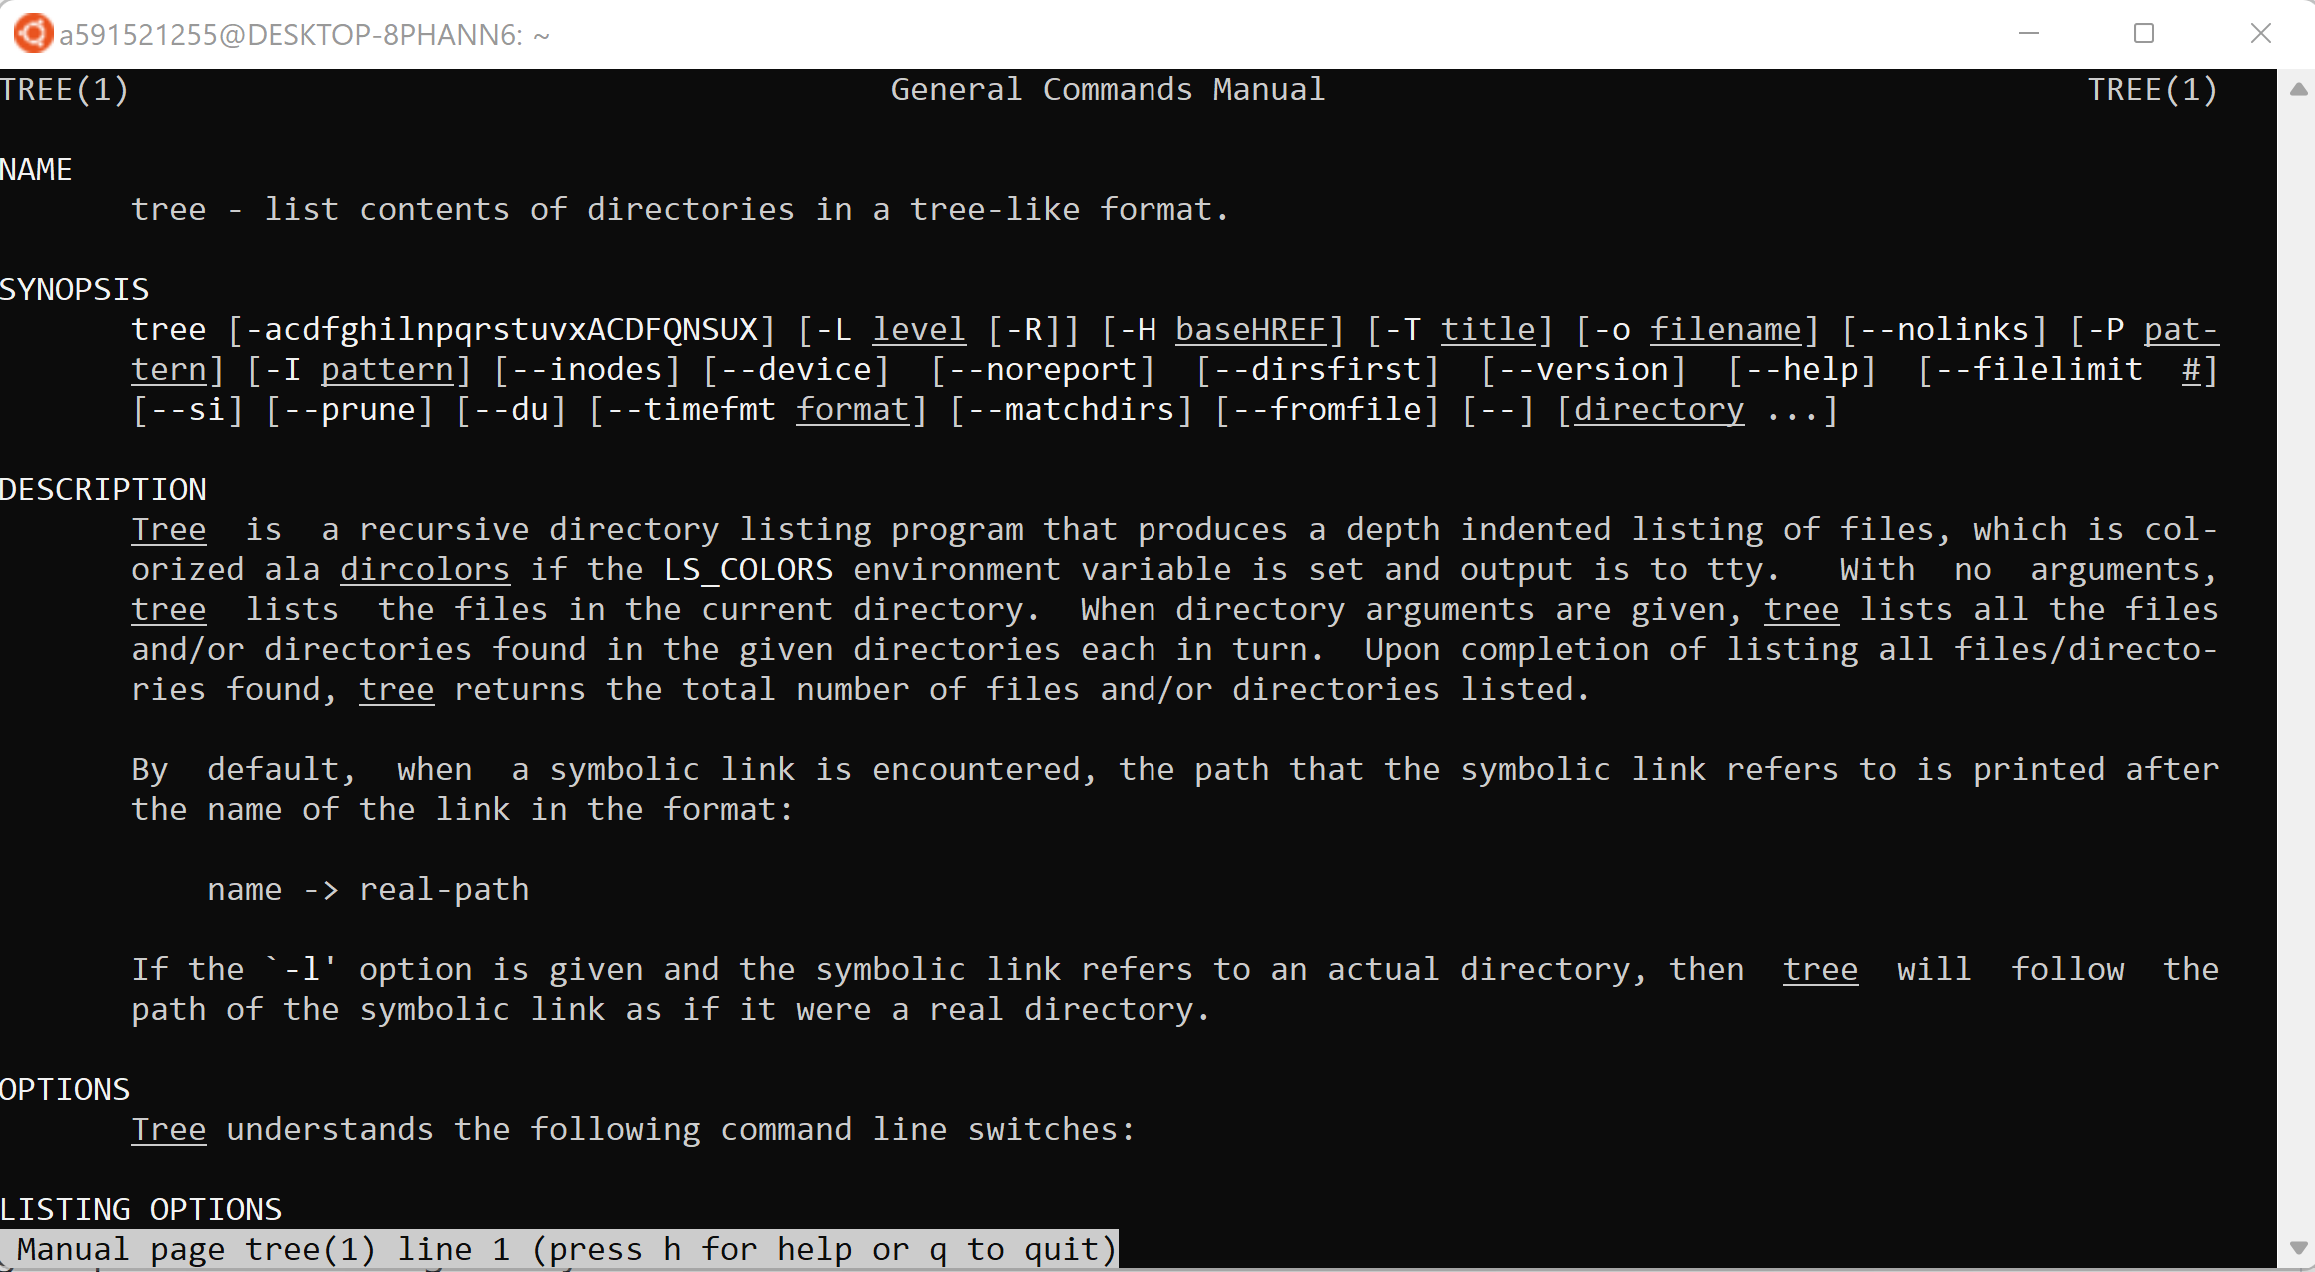 a591521255@DESKTOP-8PHANN6: ~
TREE(1) General Commands Manual TREE(1)
NAME
tree - list contents of directories in a tree-like format.
SYNOPSIS
tree [-acdfghilnpqrstuvxACDFQNSUX] [-L level [-R]] [-H baseHREF] [-T title] [-o filename] [--nolinks] [-P pat-
tern] [-I pattern] [--inodes] [--device] [--noreport] [--dirsfirst] [--version] [--help] [--filelimit #]
[--si] [--prune] [--du] [--timefmt format] [--matchdirs] [--fromfile] [--] [directory ...]
DESCRIPTION
Tree is a recursive directory listing program that produces a depth indented listing of files, which is col-
orized ala dircolors if the LS_COLORS environment variable is set and output is to tty. With no arguments,
tree lists the files in the current directory. When directory arguments are given, tree lists all the files
and/or directories found in the given directories each in turn. Upon completion of listing all files/directo-
ries found, tree returns the total number of files and/or directories listed.
By default, when a symbolic link is encountered, the path that the symbolic link refers to is printed after
the name of the link in the format:
name -> real-path
If the `-l' option is given and the symbolic link refers to an actual directory, then tree will follow the
path of the symbolic link as if it were a real directory.
OPTIONS
Tree understands the following command line switches:
LISTING OPTIONS
Manual page tree(1) line 1 (press h for help or q to quit)